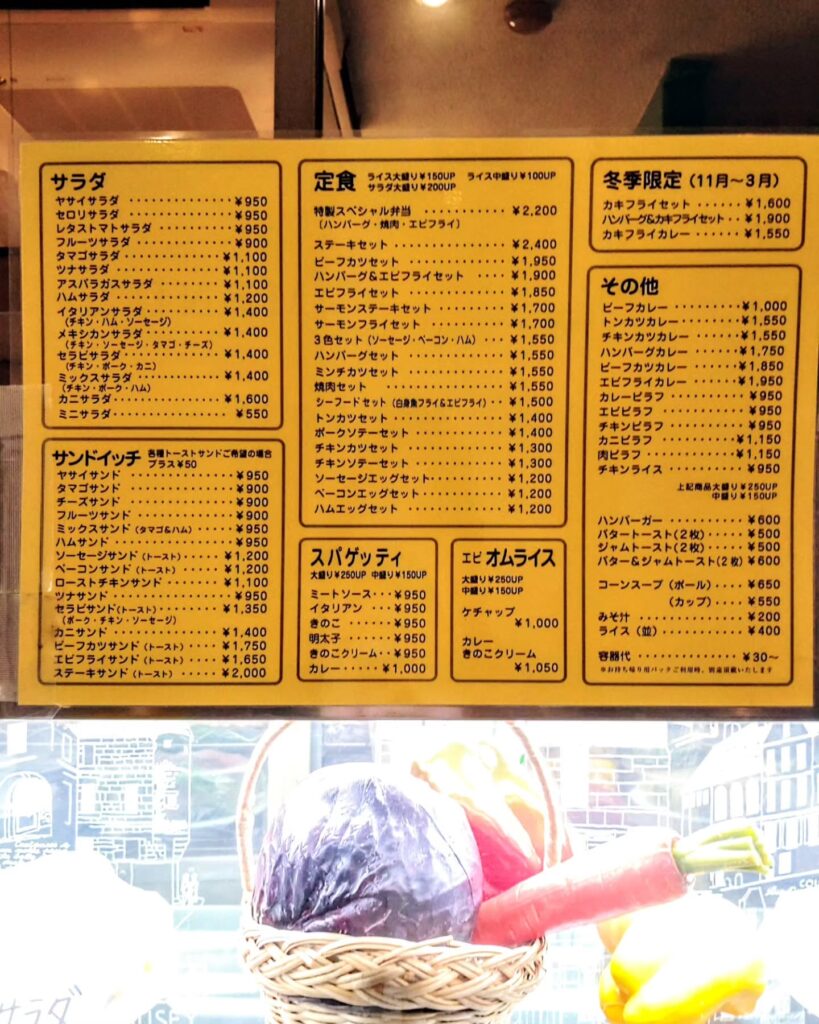 サラダ
ヤサイサラダ ・・・・・・・・・・・・・・ ¥950
セロリサラダ ・・・・・・・・・・・・・・ ¥950
レタストマトサラダ ・・・・・・・・・・ ¥950
フルーツサラダ ・・・・・・・・・・・・・ ¥900
タマゴサラダ ・・・・・・・・・・・・・ ¥1,100
ツナサラダ ・・・・・・・・・・・・・・ ¥1,100
アスパラガスサラダ ・・・・・・・・ ¥1,100
ハムサラダ ・・・・・・・・・・・・・・ ¥1,200
イタリアンサラダ ・・・・・・・・・・ ¥1,400
(チキン・ハム・ソーセージ)
メキシカンサラダ ・・・・・・・・・・ ¥1,400
(チキン・ソーセージ・タマゴ・チーズ)
セラピサラダ ・・・・・・・・・・・・・ ¥1,400
(チキン・ポーク・カニ)
ミックスサラダ ・・・・・・・・・・・・ ¥1,400
(チキン・ポーク・ハム)
カニサラダ・・・・・・・・・・・・・・ ¥1,600
ミニサラダ・・・・・・・・・・・・・・・ ¥550
サンドイッチ 各種トーストサンドご希望の場合
プラス¥50
ヤサイサンド ・・・・・・・・・・・・・ ¥950
タマゴサンド ・・・・・・・・・・・・・ ¥900
チーズサンド ・・・・・・・・・・・・・ ¥900
フルーツサンド ・・・・・・・・・・・・ ¥950
ミックスサンド (タマゴ&ハム) ・・・・・ ¥950
ハムサンド ・・・・・・・・・・・・・・ ¥950
ソーセージサンド (トースト) ・・・・・ ¥1,200
ベーコンサンド (トースト) ・・・・・・ ¥1,200
ローストチキンサンド ・・・・・・・ ¥1,100
ツナサンド ・・・・・・・・・・・・・・ ¥950
セラピサンド(トースト)・・・・・・・ ¥1,350
(ポーク・チキン・ソーセージ)
カニサンド ・・・・・・・・・・・・・ ¥1,400
ビーフカツサンド (トースト) ・・・・ ¥1,750
エビフライサンド (トースト) ・・・・ ¥1,650
ステーキサンド (トースト) ・・・・・ ¥2,000
定食 ライス大盛り¥150UP ライス中盛り¥100UP
サラダ大盛り¥200UP
特製スペシャル弁当 ・・・・・・・・・・・ ¥2,200
(ハンバーグ・焼肉・エビフライ)
ステーキセット ・・・・・・・・・・・・・ ¥2,400
ビーフカツセット ・・・・・・・・・・・・ ¥1,950
ハンバーグ&エビフライセット ・・・・ ¥1,900
エビフライセット ・・・・・・・・・・・・ ¥1,850
サーモンステーキセット ・・・・・・・・ ¥1,700
サーモンフライセット ・・・・・・・・・ ¥1,700
3色セット (ソーセージ・ベーコン・ハム) ・・・ ¥1,550
ハンバーグセット ・・・・・・・・・・・ ¥1,550
ミンチカツセット ・・・・・・・・・・・ ¥1,550
焼肉セット ・・・・・・・・・・・・・・ ¥1,550
シーフードセット (白身魚フライ&エビフライ)・・ ¥1,500
トンカツセット ・・・・・・・・・・・・ ¥1,400
ポークソテーセット ・・・・・・・・・・ ¥1,400
チキンカツセット ・・・・・・・・・・・ ¥1,300
チキンソテーセット ・・・・・・・・・・ ¥1,300
ソーセージエッグセット・・・・・・・・ ¥1,200
ベーコンエッグセット・・・・・・・・・ ¥1,200
ハムエッグセット ・・・・・・・・・・・ ¥1,200
スパゲッティ
大盛り¥250UP 中盛り¥150UP
ミートソース・・・¥950
イタリアン ・・・・¥950
きのこ ・・・・・・¥950
明太子 ・・・・・・¥950
きのこクリーム・・¥950
カレー・・・・・ ¥1,000
エビ オムライス
大盛り¥250UP
中盛り¥150UP
ケチャップ
¥1,000
カレー
きのこクリーム
¥1,050
冬季限定 (11月〜3月)
カキフライセット ・・・・・・ ¥1,600
ハンバーグ&カキフライセット・・ ¥1,900
カキフライカレー ・・・・・・ ¥1,550
その他
ビーフカレー ・・・・・・・・・ ¥1,000
トンカツカレー・・・・・・・・ ¥1,550
チキンカツカレー ・・・・・・・ ¥1,550
ハンバーグカレー ・・・・・・・ ¥1,750
ビーフカツカレー ・・・・・・・ ¥1,850
エビフライカレー ・・・・・・・ ¥1,950
カレーピラフ ・・・・・・・・・ ¥950
エビピラフ ・・・・・・・・・・ ¥950
チキンピラフ ・・・・・・・・・ ¥950
カニピラフ ・・・・・・・・・・ ¥1,150
肉ピラフ ・・・・・・・・・・・ ¥1,150
チキンライス ・・・・・・・・・ ¥950
上記商品大盛り¥250UP
中盛り¥150UP
ハンバーガー ・・・・・・・・・ ¥600
バタートースト(2枚) ・・・・・ ¥500
ジャムトースト(2枚) ・・・・・ ¥500
バター&ジャムトースト(2枚) ¥600
コーンスープ (ボール) ・・・・ ¥650
(カップ) ・・・・ ¥550
みそ汁 ・・・・・・・・・・・・ ¥200
ライス (並) ・・・・・・・・・・ ¥400
容器代 ・・・・・・・・・・・・ ¥30〜
※お持ち帰り用パックご利用時、別途頂戴いたします
サラダ